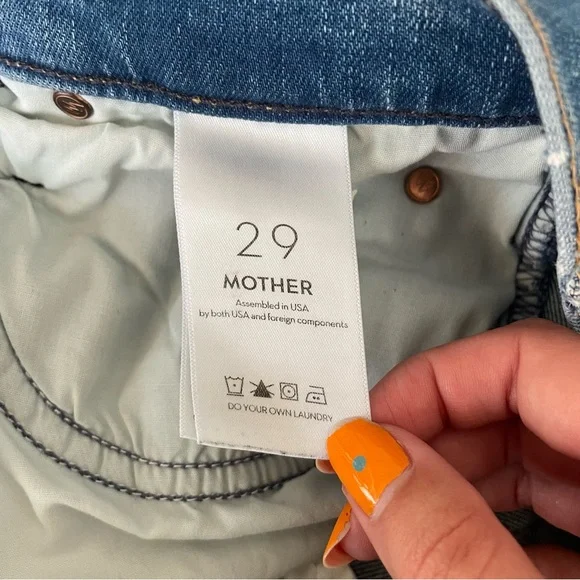 29
MOTHER
Assembled in USA
by both USA and foreign components
DO YOUR OWN LAUNDRY